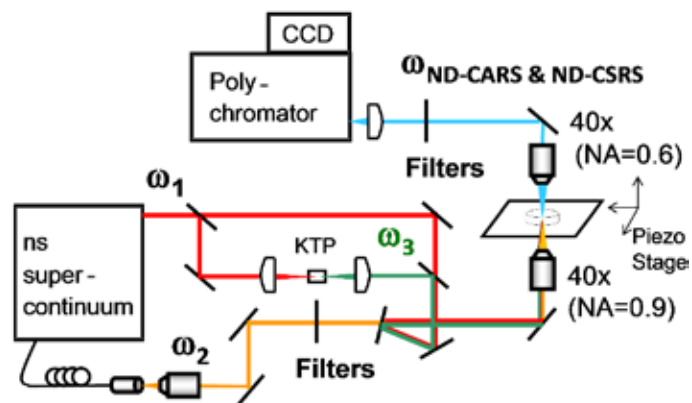 CCD
Poly-
chromator
ωND-CARS & ND-CSRS
40x
(NA=0.6)
Filters
ω1
KTP
ω3
Piezo
Stage
ns
super-
continuum
40x
(NA=0.9)
ω2
Filters